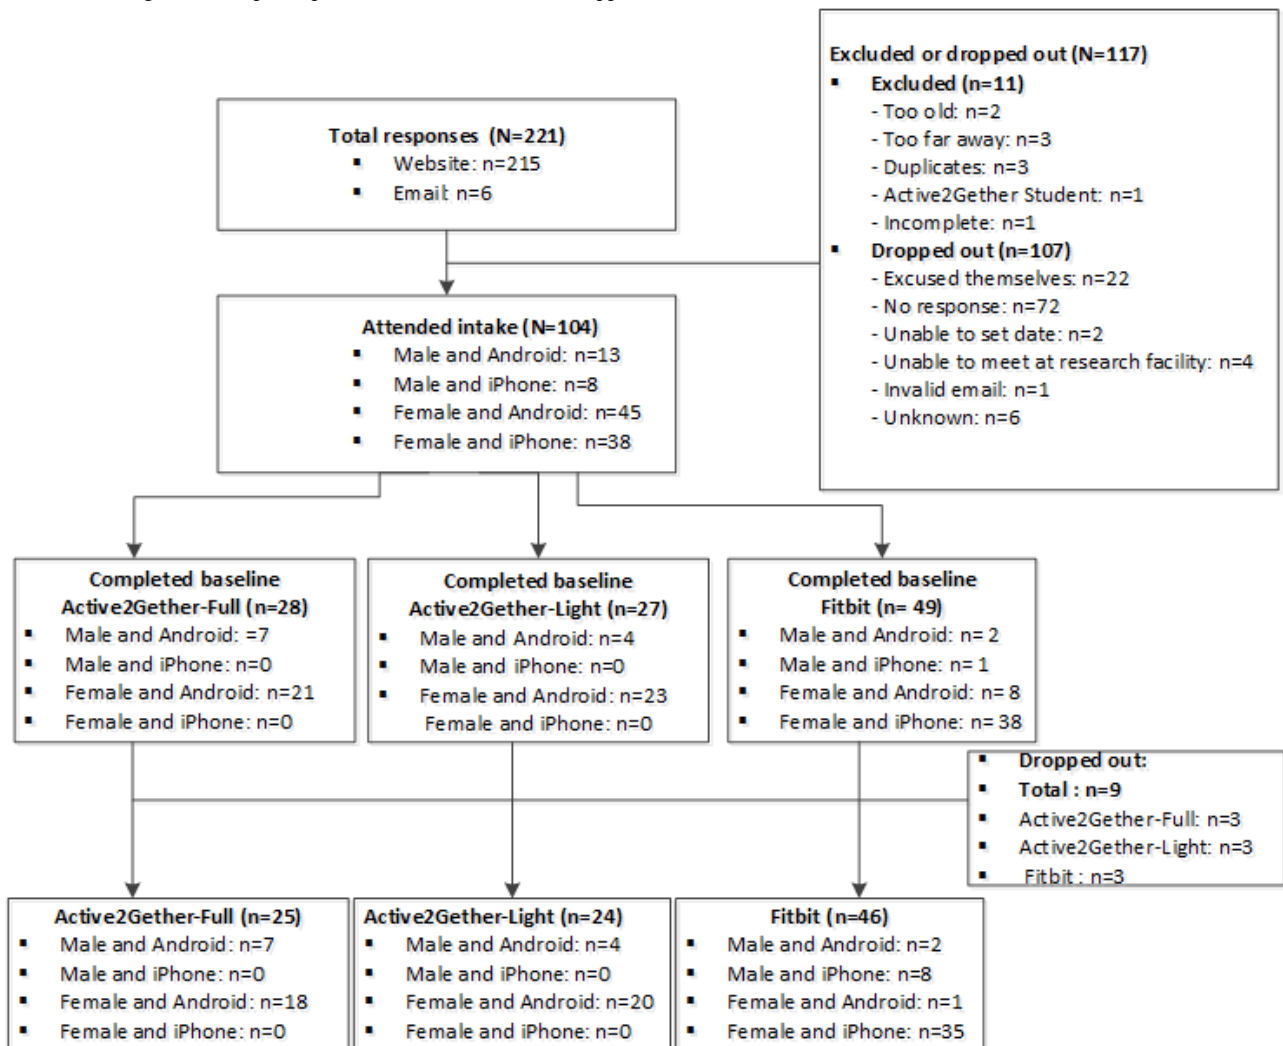 Excluded or dropped out (N=117)
▪ Excluded (n=11)
- Too old: n=2
- Too far away: n=3
- Duplicates: n=3
- Active2Gether Student: n=1
- Incomplete: n=1
▪ Dropped out (n=107)
- Excused themselves: n=22
- No response: n=72
- Unable to set date: n=2
- Unable to meet at research facility: n=4
- Invalid email: n=1
- Unknown: n=6
Total responses (N=221)
▪ Website: n=215
▪ Email: n=6
Attended intake (N=104)
▪ Male and Android: n=13
▪ Male and iPhone: n=8
▪ Female and Android: n=45
▪ Female and iPhone: n=38
Completed baseline
Active2Gether-Full (n=28)
▪ Male and Android: =7
▪ Male and iPhone: n=0
▪ Female and Android: n=21
▪ Female and iPhone: n=0
Completed baseline
Active2Gether-Light (n=27)
▪ Male and Android: n=4
▪ Male and iPhone: n=0
▪ Female and Android: n=23
Female and iPhone: n=0
Completed baseline
Fitbit (n= 49)
▪ Male and Android: n= 2
▪ Male and iPhone: n= 1
▪ Female and Android: n= 8
▪ Female and iPhone: n= 38
▪ Dropped out:
▪ Total : n=9
▪ Active2Gether-Full: n=3
▪ Active2Gether-Light: n=3
▪ Fitbit : n=3
Active2Gether-Full (n=25)
▪ Male and Android: n=7
▪ Male and iPhone: n=0
▪ Female and Android: n=18
▪ Female and iPhone: n=0
Active2Gether-Light (n=24)
▪ Male and Android: n=4
▪ Male and iPhone: n=0
▪ Female and Android: n=20
▪ Female and iPhone: n=0
Fitbit (n=46)
▪ Male and Android: n=2
▪ Male and iPhone: n=8
▪ Female and Android: n=1
▪ Female and iPhone: n=35